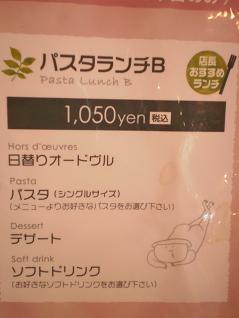 パスタランチB
Pasta Lunch B
店長
おすすめ
ランチ
1,050yen 税込
Hors d'œuvres
日替りオードヴル
Pasta
パスタ(シングルサイズ)
(メニューよりお好きなパスタをお選び下さい)
Dessert
デザート
Soft drink
ソフトドリンク
(お好きなソフトドリンクをお選び下さい)